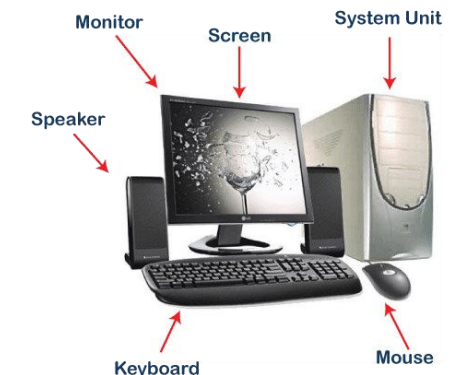 System Unit
Monitor
Screen
Speaker
Mouse
Keyboard